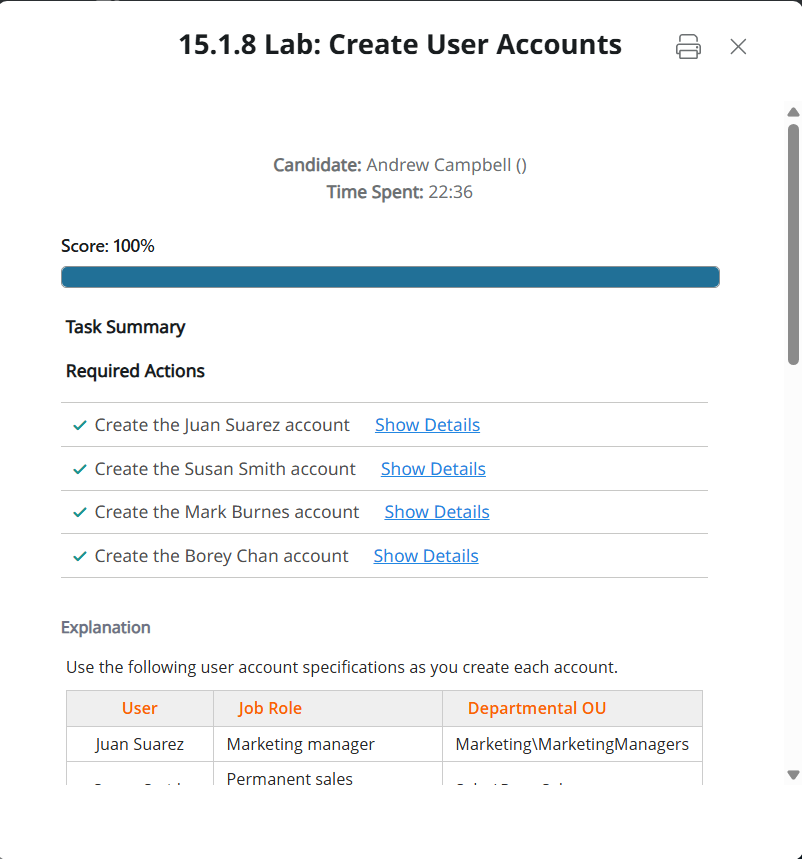 15.1.8 Lab: Create User Accounts
Candidate: Andrew Campbell ()
Time Spent: 22:36
Score: 100%
Task Summary
Required Actions
Create the Juan Suarez account Show Details
Create the Susan Smith account Show Details
Create the Mark Burnes account Show Details
Create the Borey Chan account Show Details
Explanation
Use the following user account specifications as you create each account.
User Job Role Departmental OU
Juan Suarez Marketing manager Marketing\MarketingManagers
Permanent sales